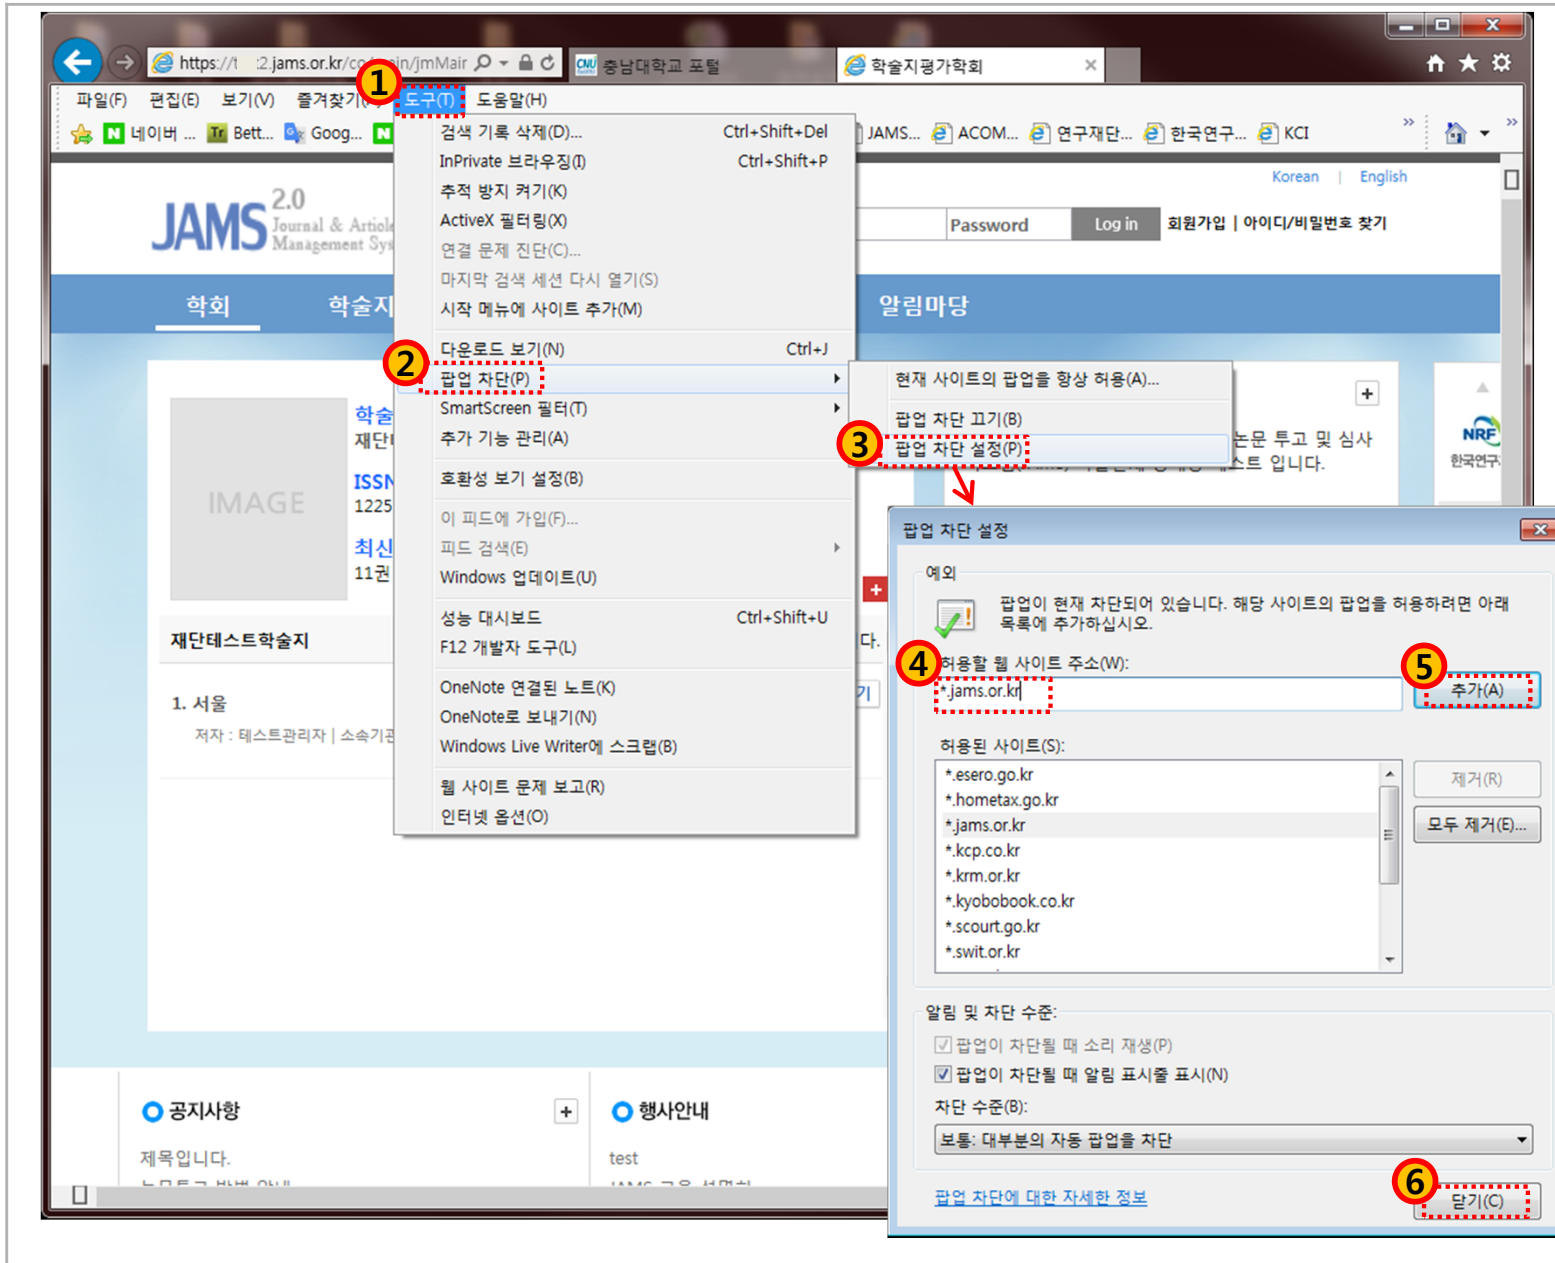 https://t :2.jams.or.kr/co ain/jmMair
충남대학교 포털
학술지평가학회
1
파일(F) 편집(E) 보기(V) 즐겨찾기 도구(T) 도움말(H)
네이버 ... Bett... Goog... JAMS... ACOM... 연구재단... 한국연구... KCI
Korean | English
JAMS 2.0
Journal & Article
Management Sys
Password Log in 회원가입 | 아이디/비밀번호 찾기
학회 학술지 알림마당
검색 기록 삭제(D)... Ctrl+Shift+Del
InPrivate 브라우징(I) Ctrl+Shift+P
추적 방지 켜기(K)
ActiveX 필터링(X)
연결 문제 진단(C)...
마지막 검색 세션 다시 열기(S)
시작 메뉴에 사이트 추가(M)
다운로드 보기(N) Ctrl+J
2
팝업 차단(P)
SmartScreen 필터(T)
추가 기능 관리(A)
호환성 보기 설정(B)
이 피드에 가입(F)...
피드 검색(E)
Windows 업데이트(U)
성능 대시보드 Ctrl+Shift+U
F12 개발자 도구(L)
OneNote 연결된 노트(K)
OneNote로 보내기(N)
Windows Live Writer에 스크랩(B)
웹 사이트 문제 보고(R)
인터넷 옵션(O)
현재 사이트의 팝업을 항상 허용(A)...
팝업 차단 끄기(B)
3
팝업 차단 설정(P)
논문 투고 및 심사
스트 입니다.
NRF
한국연구
IMAGE
학술
재단
ISSN
1225
최신
11권
재단테스트학술지
다.
1. 서울
기
저자 : 테스트관리자 | 소속기관
공지사항
제목입니다.
행사안내
test
팝업 차단 설정
예외
팝업이 현재 차단되어 있습니다. 해당 사이트의 팝업을 허용하려면 아래
목록에 추가하십시오.
4
허용할 웹 사이트 주소(W):
*.jams.or.kr
5
추가(A)
허용된 사이트(S):
*.esero.go.kr
*.hometax.go.kr
*.jams.or.kr
*.kcp.co.kr
*.krm.or.kr
*.kyobobook.co.kr
*.scourt.go.kr
*.swit.or.kr
제거(R)
모두 제거(E)...
알림 및 차단 수준:
팝업이 차단될 때 소리 재생(P)
팝업이 차단될 때 알림 표시줄 표시(N)
차단 수준(B):
보통: 대부분의 자동 팝업을 차단
팝업 차단에 대한 자세한 정보
6
닫기(C)